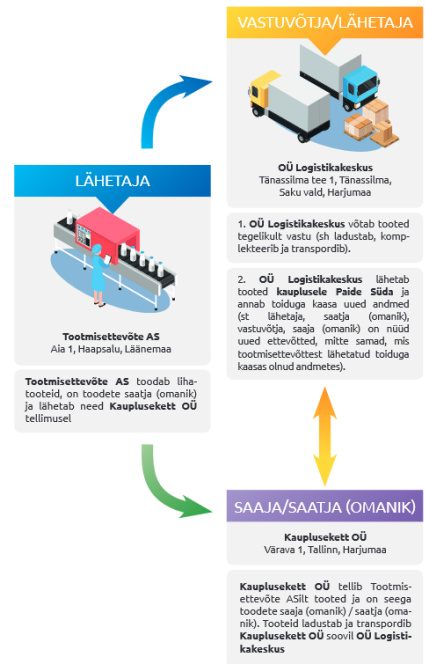 VASTUVÕTJA/LÄHETAJA
OÜ Logistikakeskus
Tänassilma tee 1, Tänassilma,
Saku vald, Harjumaa
1. OÜ Logistikakeskus võtab tooted
tegelikult vastu (sh ladustab, komp-
lekteerib ja transpordib).
2. OÜ Logistikakeskus lähetab
tooted kauplusele Paide Süda ja
annab toiduga kaasa uued andmed
(st lähetaja, saatja (omanik),
vastuvõtja, saaja (omanik) on nüüd
uued ettevõtted, mitte samad, mis
tootmisettevõttest lähetatud toiduga
kaasas olnud andmetes).
LÄHETAJA
Tootmisettevõte AS
Aia 1, Haapsalu, Läänemaa
Tootmisettevõte AS toodab liha-
tooteid, on toodete saatja (omanik)
ja lähetab need Kauplusekett OÜ
tellimusel
SAAJA/SAATJA (OMANIK)
Kauplusekett OÜ
Värava 1, Tallinn, Harjumaa
Kauplusekett OÜ tellib Tootmis-
ettevõte ASilt tooted ja on seega
toodete saaja (omanik) / saatja (oma-
nik). Tooteid ladustab ja transpordib
Kauplusekett OÜ soovil OÜ Logisti-
kakeskus